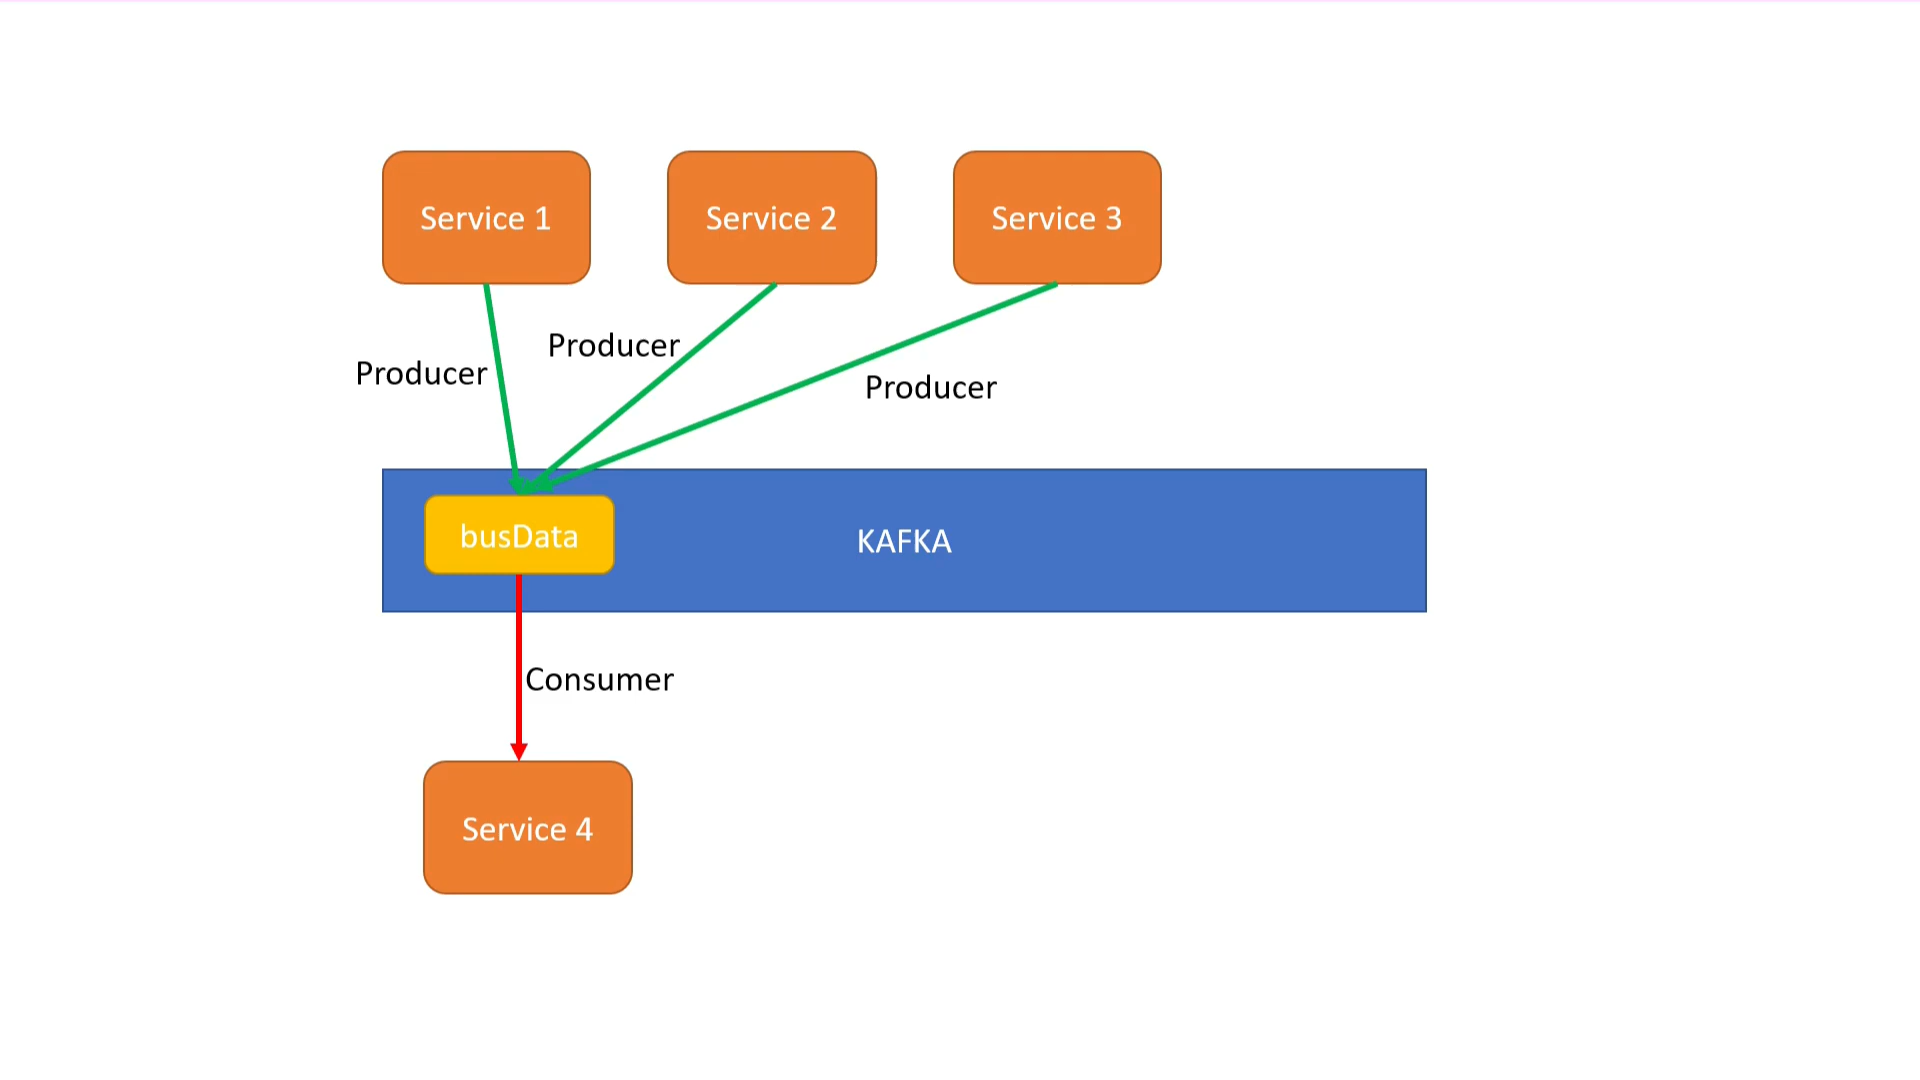 Service 1
Service 2
Service 3
Producer
Producer
Producer
busData
KAFKA
Consumer
Service 4